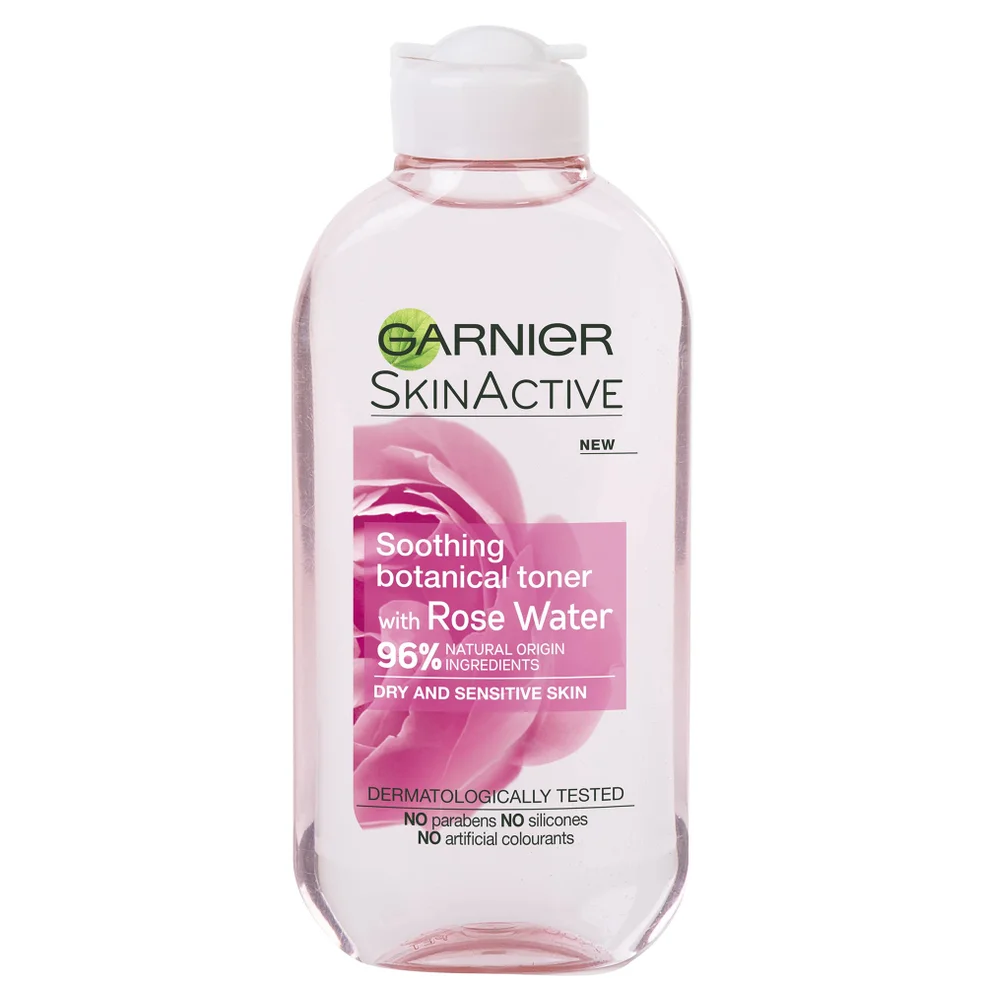 GARNIER
SKINACTIVE
NEW
Soothing
botanical toner
with Rose Water
96% NATURAL ORIGIN
INGREDIENTS
DRY AND SENSITIVE SKIN
DERMATOLOGICALLY TESTED
NO parabens NO silicones
NO artificial colourants